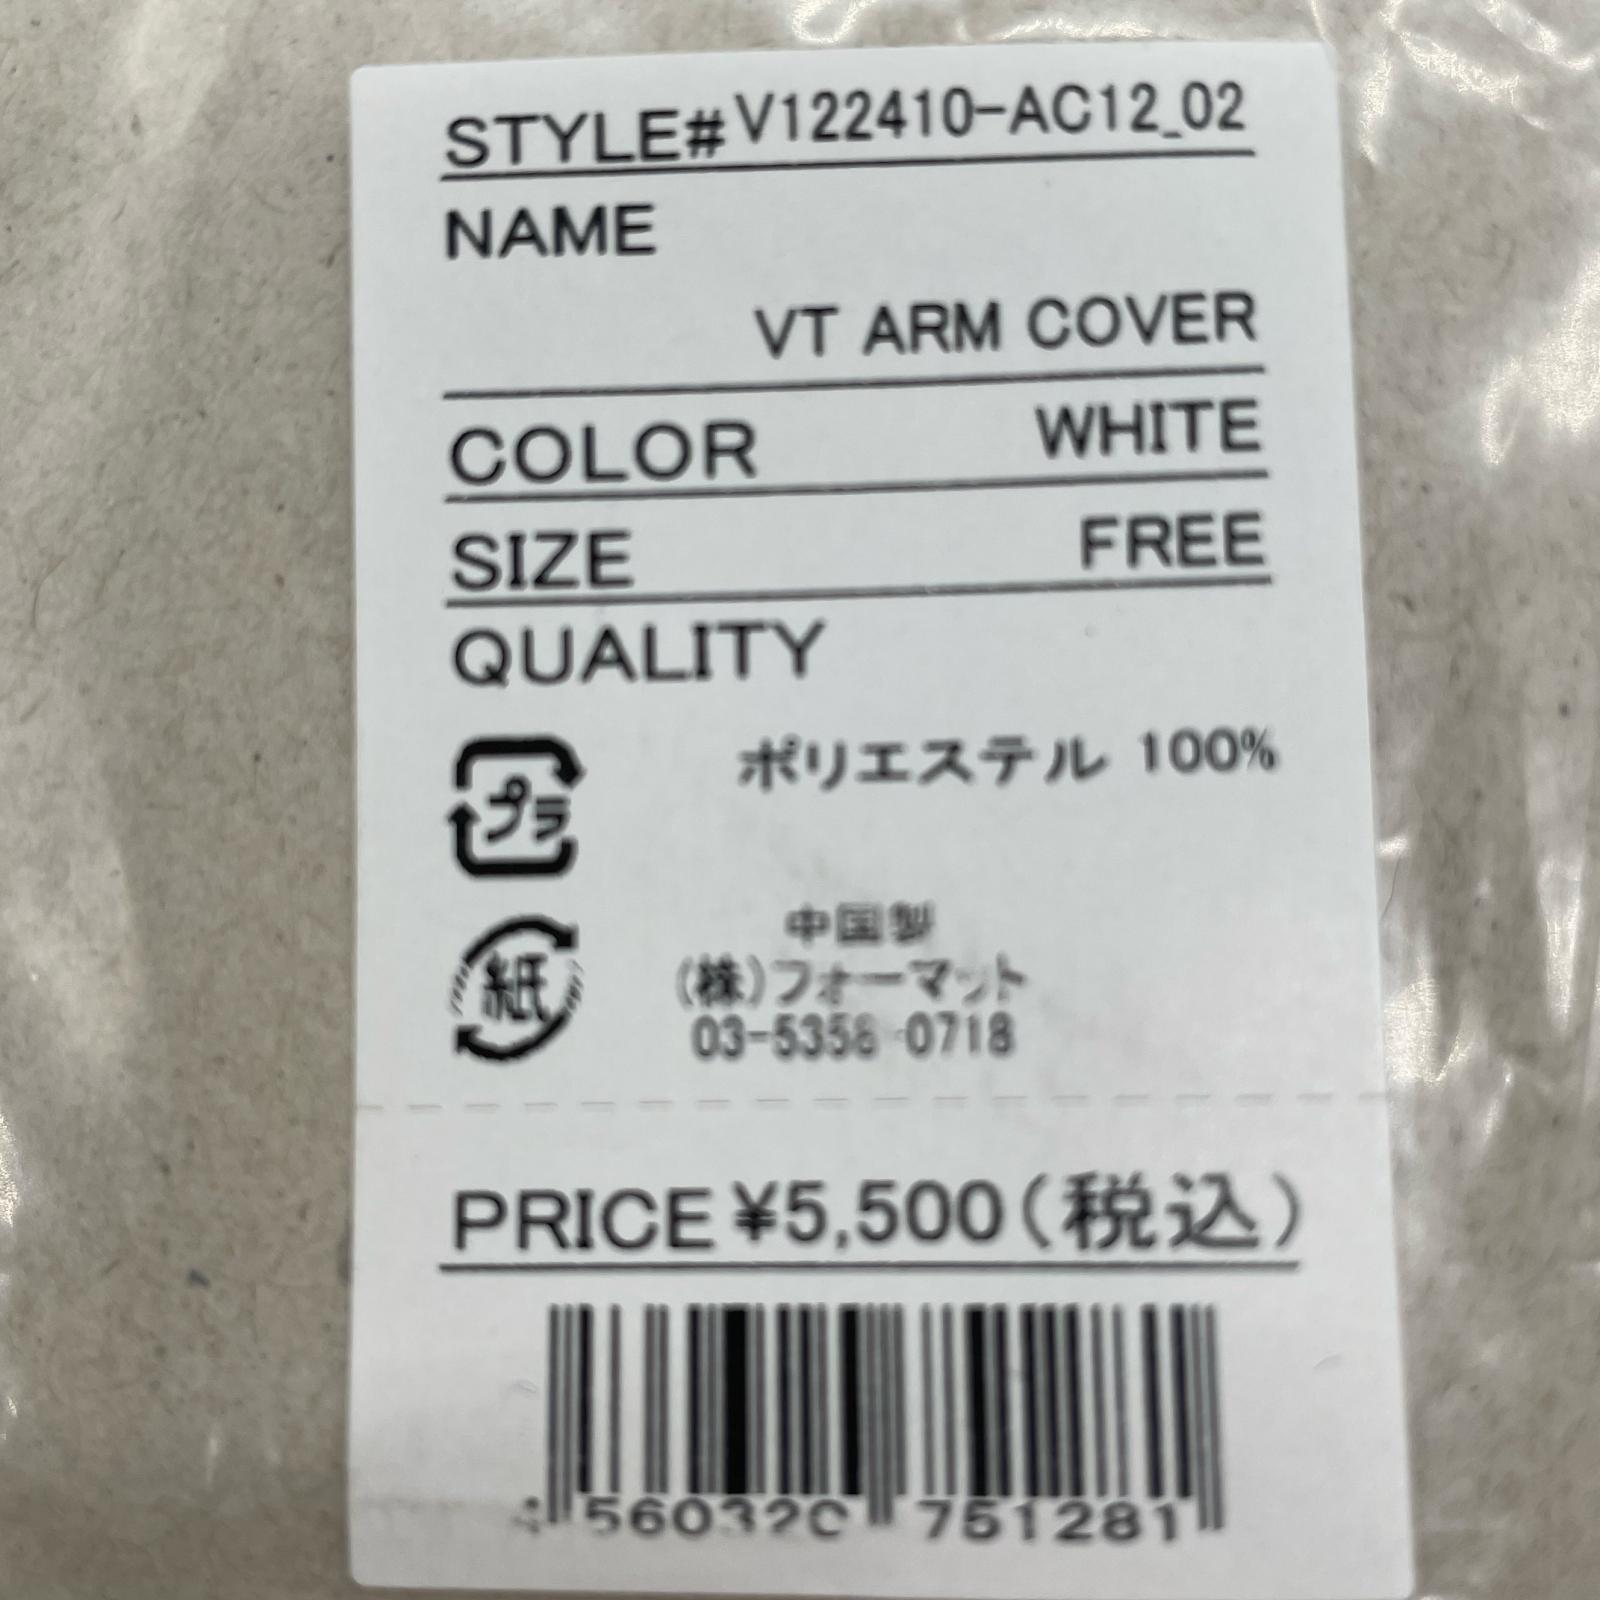 STYLE# V122410-AC12_02
NAME
VT ARM COVER
COLOR WHITE
SIZE FREE
QUALITY
ポリエステル 100%
プラ
紙
中国製
(株)フォーマット
03-5358-0718
PRICE ¥5,500(税込)
4 560320 751281